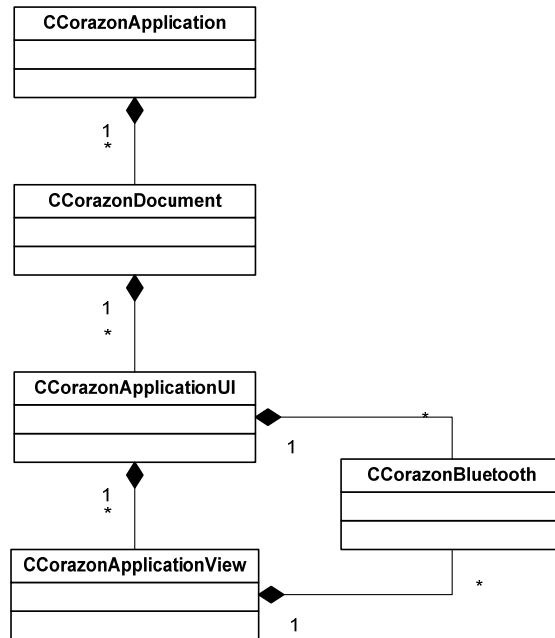 CCorazonApplication
1
*
CCorazonDocument
1
*
CCorazonApplicationUI
*
1
CCorazonBluetooth
1
*
CCorazonApplicationView
*
1